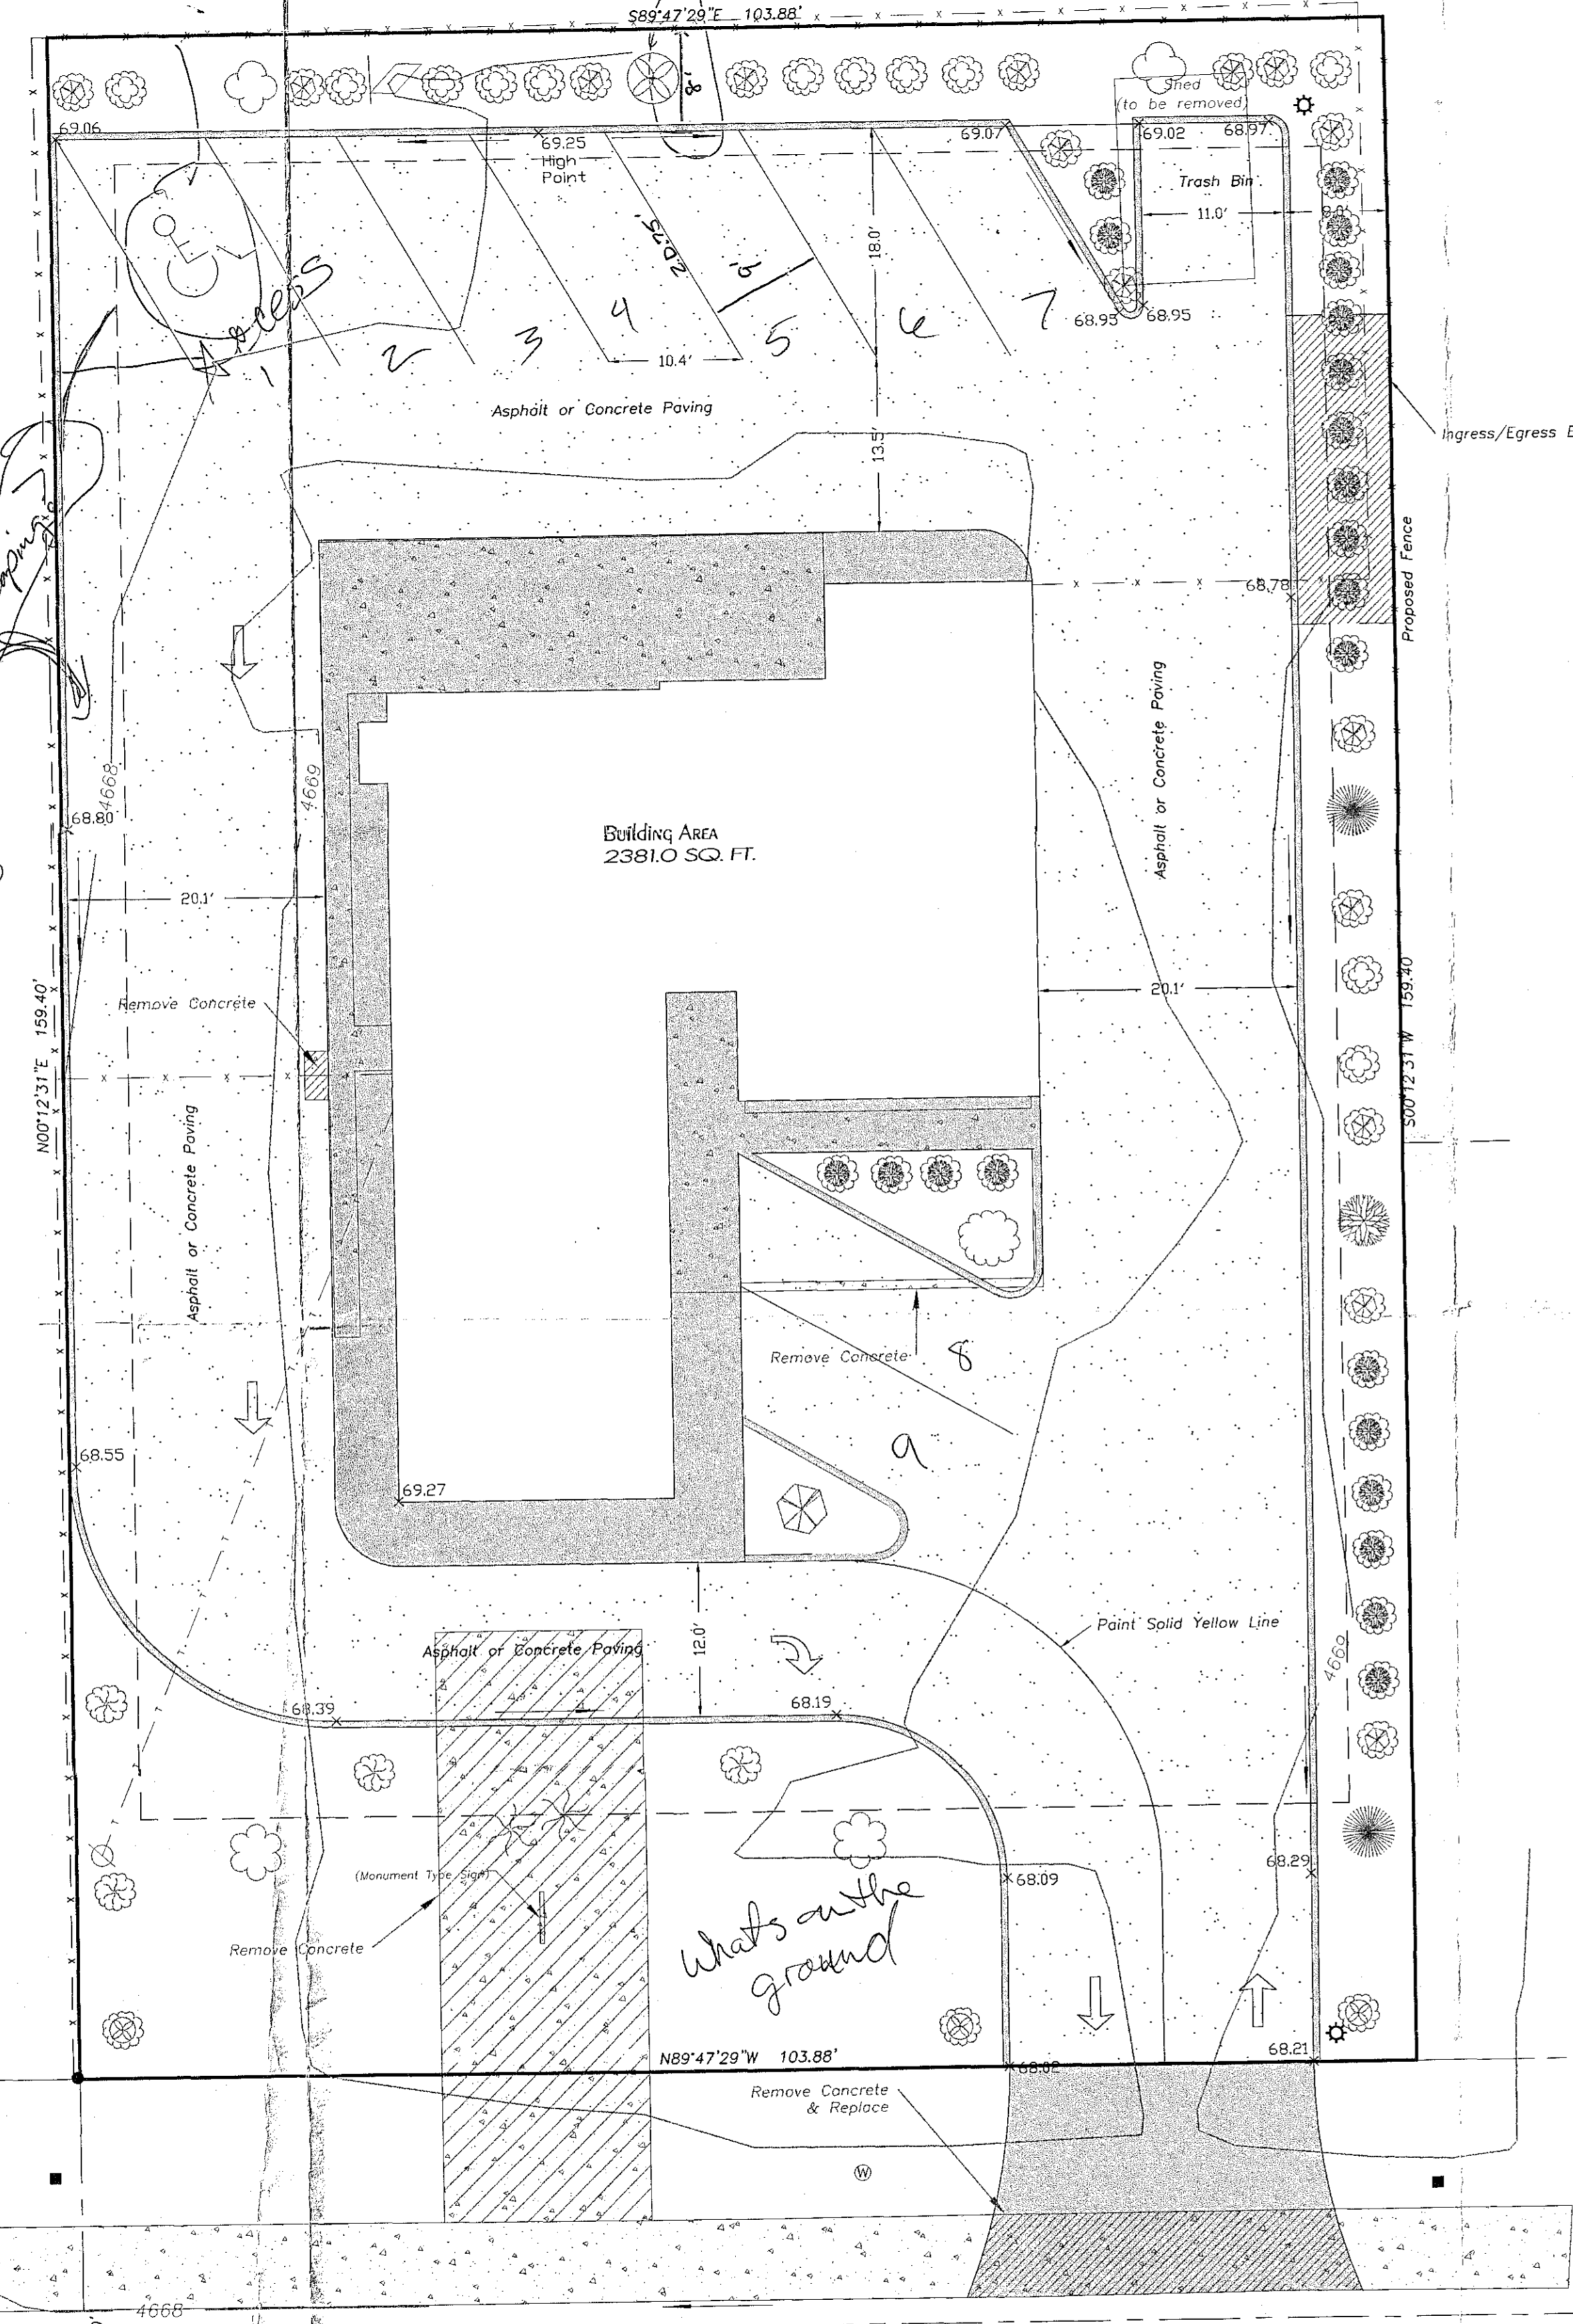 S89°47'29"E 103.88'
8'
Shed
(to be removed)
69.06
69.25
High
Point
69.07
69.02
68.97
Trash Bin
11.0'
8.0'
18.0'
20.75'
9'
Access
1
2
3
4
5
6
7
68.95
68.95
10.4'
Asphalt or Concrete Paving
13.5'
Ingress/Egress E
Proposed Fence
68.78
4668
4669
68.80
Building Area
2381.0 SQ. FT.
Asphalt or Concrete Paving
20.1'
20.1'
Remove Concrete
N00°12'31"E 159.40'
S00°12'31"W 159.40'
Asphalt or Concrete Paving
Remove Concrete
8
9
68.55
69.27
Paint Solid Yellow Line
Asphalt or Concrete Paving
12.0'
68.39
68.19
4669
(Monument Type Sign)
68.09
68.29
Remove Concrete
Whats on the
ground
N89°47'29"W 103.88'
68.02
68.21
Remove Concrete
& Replace
W
4668